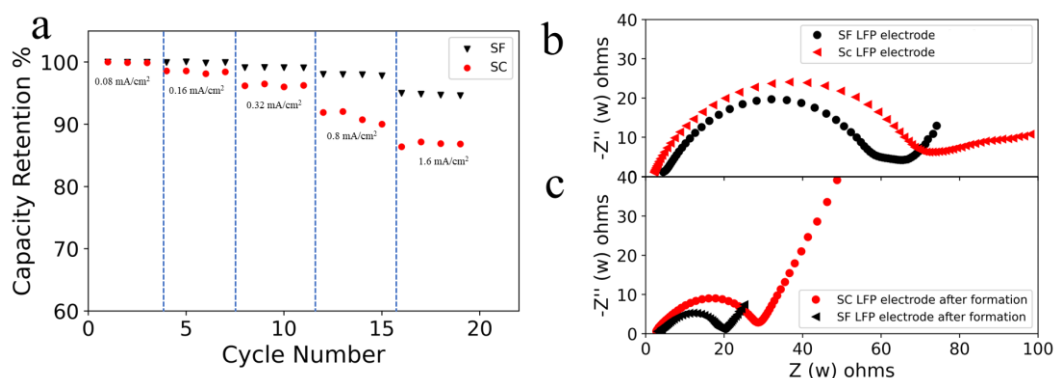 a
100
90
80
70
60
Capacity Retention %
0
5
10
15
20
Cycle Number
SF
SC
0.08 mA/cm²
0.16 mA/cm²
0.32 mA/cm²
0.8 mA/cm²
1.6 mA/cm²
b
40
30
20
10
-Z'' (w) ohms
SF LFP electrode
Sc LFP electrode
c
40
30
20
10
0
-Z'' (w) ohms
SC LFP electrode after formation
SF LFP electrode after formation
0
20
40
60
80
100
Z (w) ohms